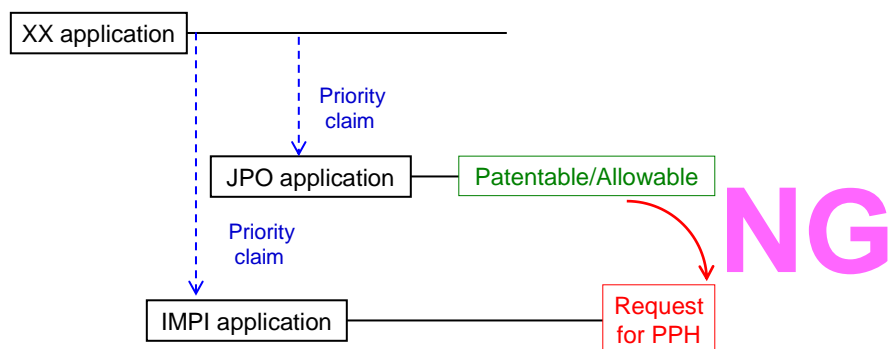 XX application
Priority
claim
JPO application
Patentable/Allowable
NG
Priority
claim
IMPI application
Request
for PPH